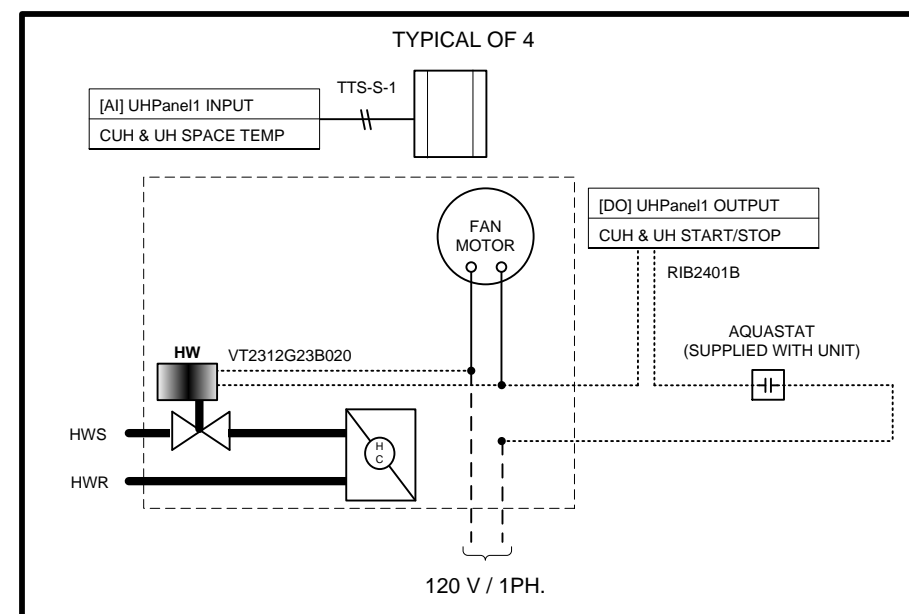 TYPICAL OF 4
TTS-S-1
[AI] UHPanel1 INPUT
CUH & UH SPACE TEMP
[DO] UHPanel1 OUTPUT
CUH & UH START/STOP
FAN
MOTOR
RIB2401B
AQUASTAT
(SUPPLIED WITH UNIT)
HW
VT2312G23B020
HWS
H
C
HWR
120 V / 1PH.